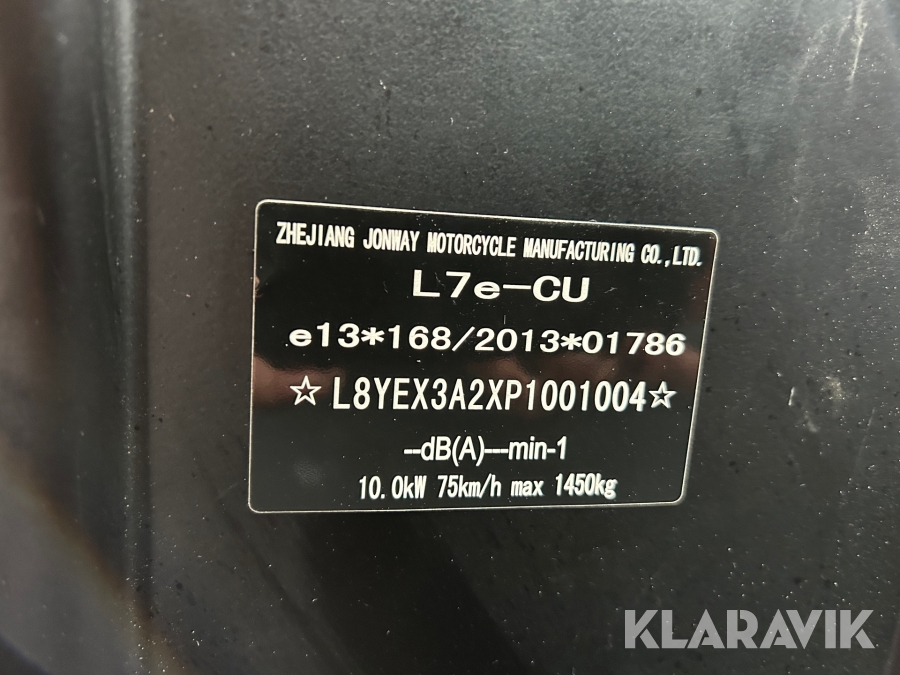 ZHEJIANG JONWAY MOTORCYCLE MANUFACTURING CO.,LTD.
L7e-CU
e13*168/2013*01786
☆ L8YEX3A2XP1001004☆
--dB(A)---min-1
10.0kW 75km/h max 1450kg
KLARAVIK